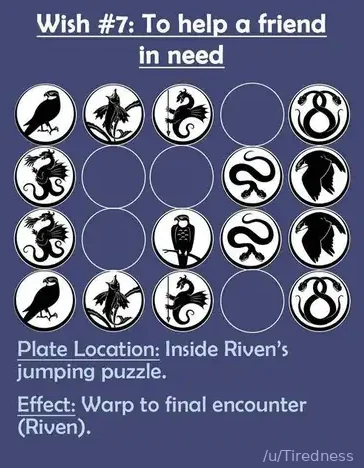 Wish #7: To help a friend
in need
Plate Location: Inside Riven's
jumping puzzle.
Effect: Warp to final encounter
(Riven).
/u/Tiredness